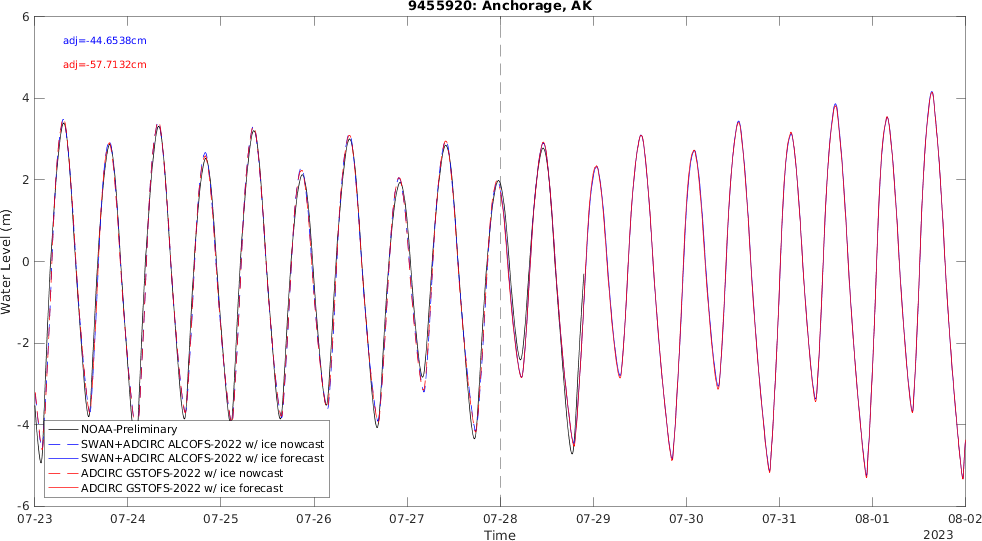 9455920: Anchorage, AK
adj=-44.6538cm
adj=-57.7132cm
Water Level (m)
6
4
2
0
-2
-4
-6
NOAA-Preliminary
SWAN+ADCIRC ALCOFS-2022 w/ ice nowcast
SWAN+ADCIRC ALCOFS-2022 w/ ice forecast
ADCIRC GSTOFS-2022 w/ ice nowcast
ADCIRC GSTOFS-2022 w/ ice forecast
07-23 07-24 07-25 07-26 07-27 07-28 07-29 07-30 07-31 08-01 08-02
Time
2023